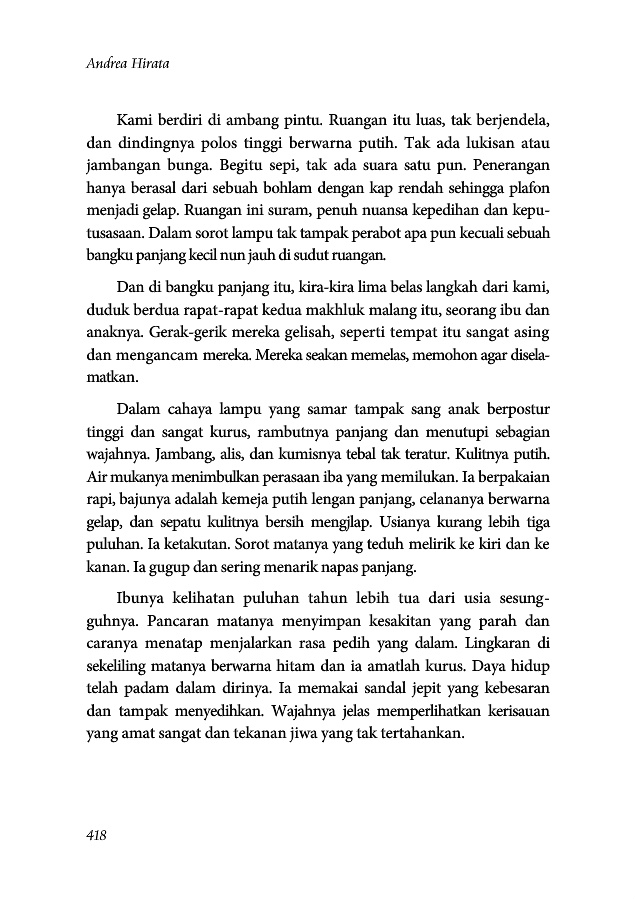 Andrea Hirata
Kami berdiri di ambang pintu. Ruangan itu luas, tak berjendela,
dan dindingnya polos tinggi berwarna putih. Tak ada lukisan atau
jambangan bunga. Begitu sepi, tak ada suara satu pun. Penerangan
hanya berasal dari sebuah bohlam dengan kap rendah sehingga plafon
menjadi gelap. Ruangan ini suram, penuh nuansa kepedihan dan kepu-
tusasaan. Dalam sorot lampu tak tampak perabot apa pun kecuali sebuah
bangku panjang kecil nun jauh di sudut ruangan.
Dan di bangku panjang itu, kira-kira lima belas langkah dari kami,
duduk berdua rapat-rapat kedua makhluk malang itu, seorang ibu dan
anaknya. Gerak-gerik mereka gelisah, seperti tempat itu sangat asing
dan mengancam mereka. Mereka seakan memelas, memohon agar disela-
matkan.
Dalam cahaya lampu yang samar tampak sang anak berpostur
tinggi dan sangat kurus, rambutnya panjang dan menutupi sebagian
wajahnya. Jambang, alis, dan kumisnya tebal tak teratur. Kulitnya putih.
Air mukanya menimbulkan perasaan iba yang memilukan. Ia berpakaian
rapi, bajunya adalah kemeja putih lengan panjang, celananya berwarna
gelap, dan sepatu kulitnya bersih mengjlap. Usianya kurang lebih tiga
puluhan. Ia ketakutan. Sorot matanya yang teduh melirik ke kiri dan ke
kanan. Ia gugup dan sering menarik napas panjang.
Ibunya kelihatan puluhan tahun lebih tua dari usia sesung-
guhnya. Pancaran matanya menyimpan kesakitan yang parah dan
caranya menatap menjalarkan rasa pedih yang dalam. Lingkaran di
sekeliling matanya berwarna hitam dan ia amatlah kurus. Daya hidup
telah padam dalam dirinya. Ia memakai sandal jepit yang kebesaran
dan tampak menyedihkan. Wajahnya jelas memperlihatkan kerisauan
yang amat sangat dan tekanan jiwa yang tak tertahankan.
418